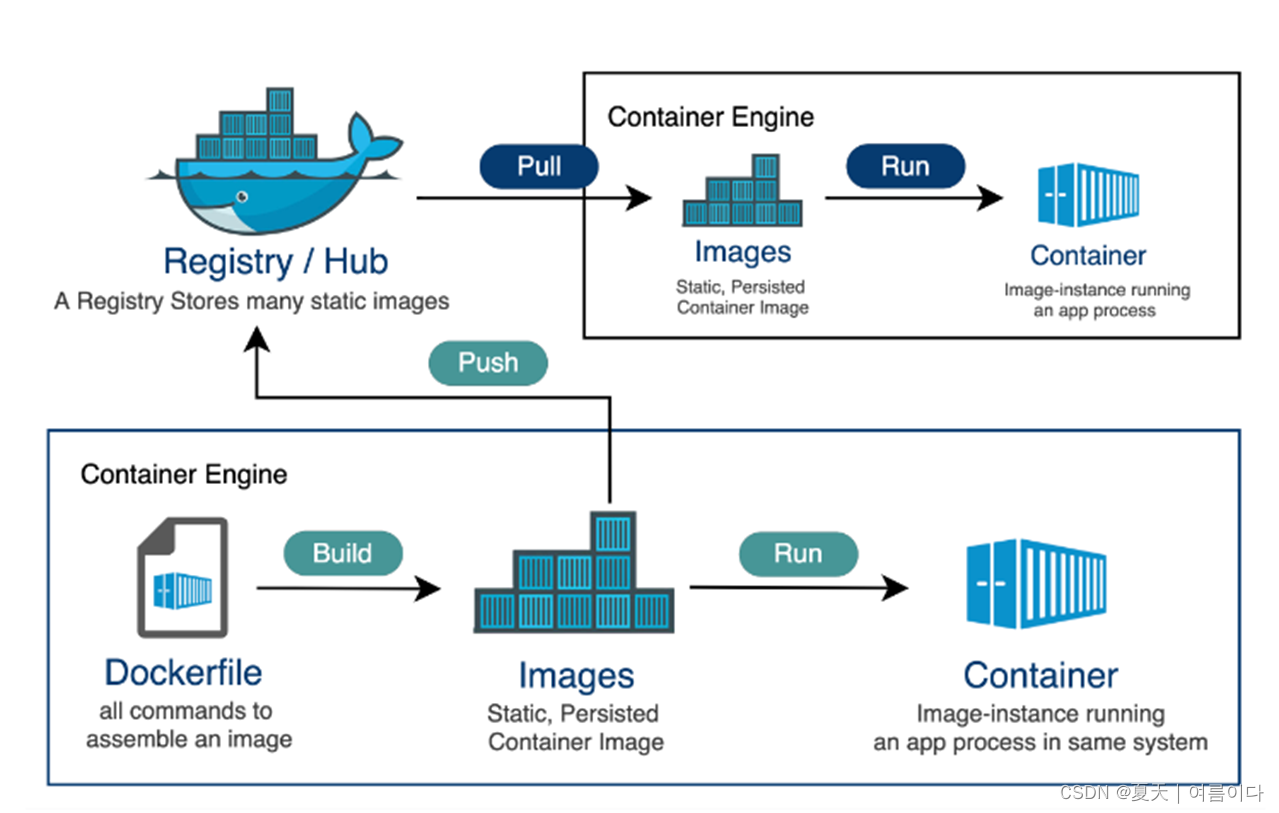 Container Engine
Pull
Run
Registry / Hub
A Registry Stores many static images
Images
Static, Persisted
Container Image
Container
Image-instance running
an app process
Push
Container Engine
Build
Run
Dockerfile
all commands to
assemble an image
Images
Static, Persisted
Container Image
Container
Image-instance running
an app process in same system
CSDN @夏天 | 여름이다